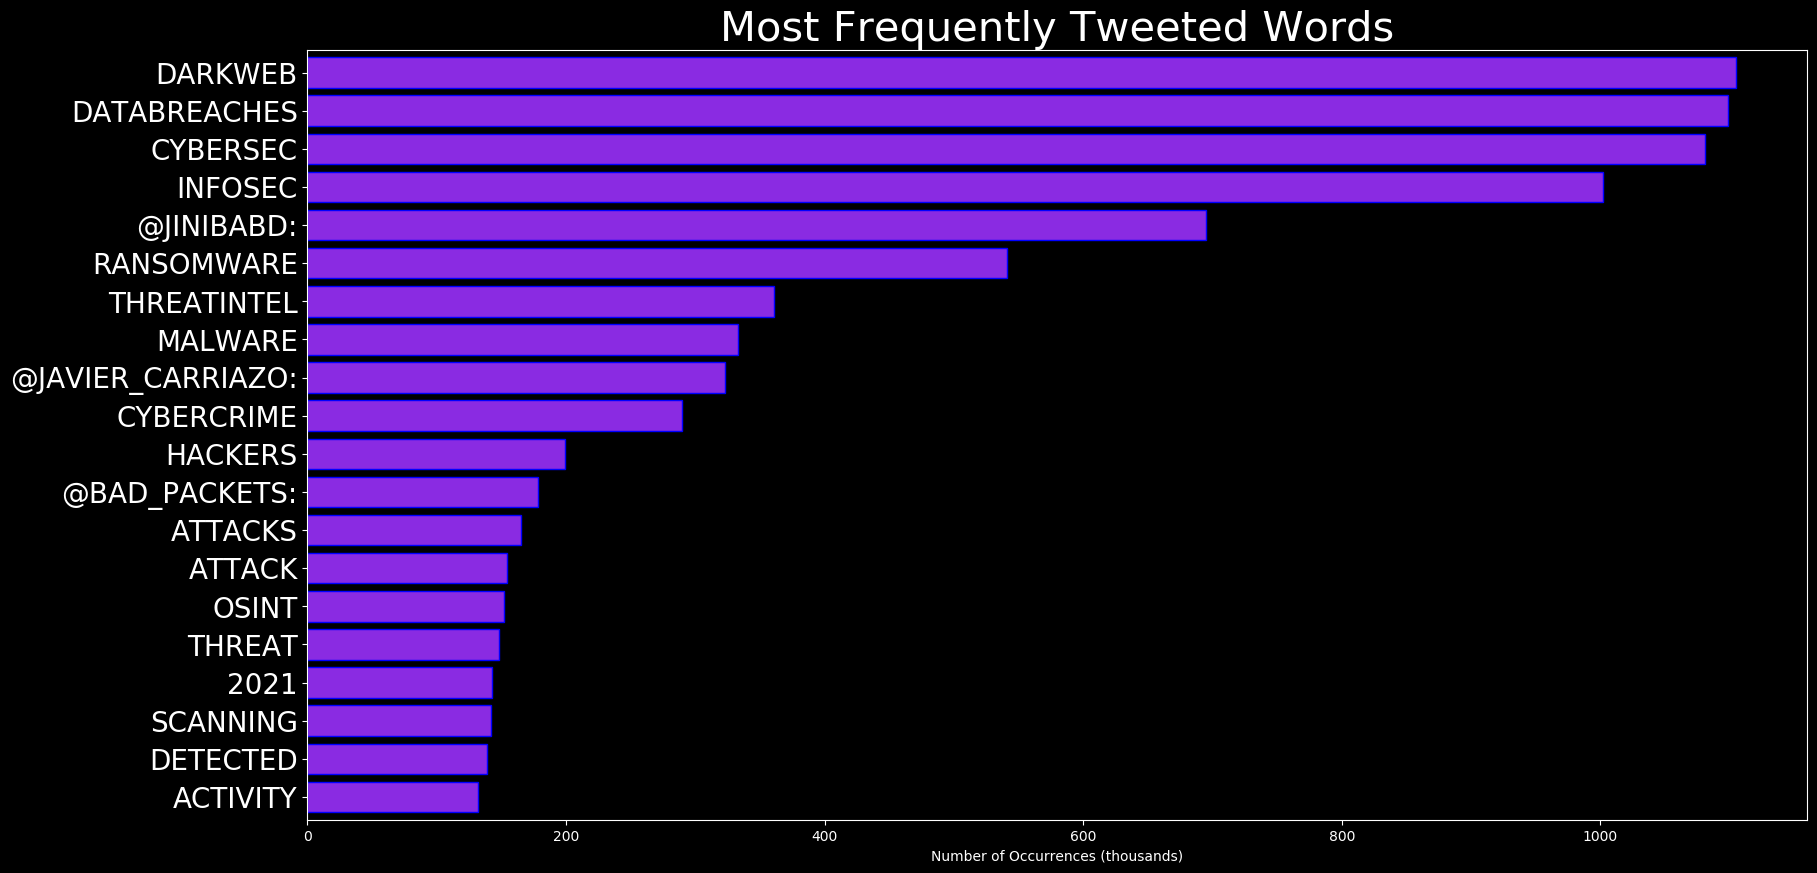 Most Frequently Tweeted Words
DARKWEB
DATABREACHES
CYBERSEC
INFOSEC
@JINIBABD:
RANSOMWARE
THREATINTEL
MALWARE
@JAVIER_CARRIAZO:
CYBERCRIME
HACKERS
@BAD_PACKETS:
ATTACKS
ATTACK
OSINT
THREAT
2021
SCANNING
DETECTED
ACTIVITY
0 200 400 600 800 1000
Number of Occurrences (thousands)